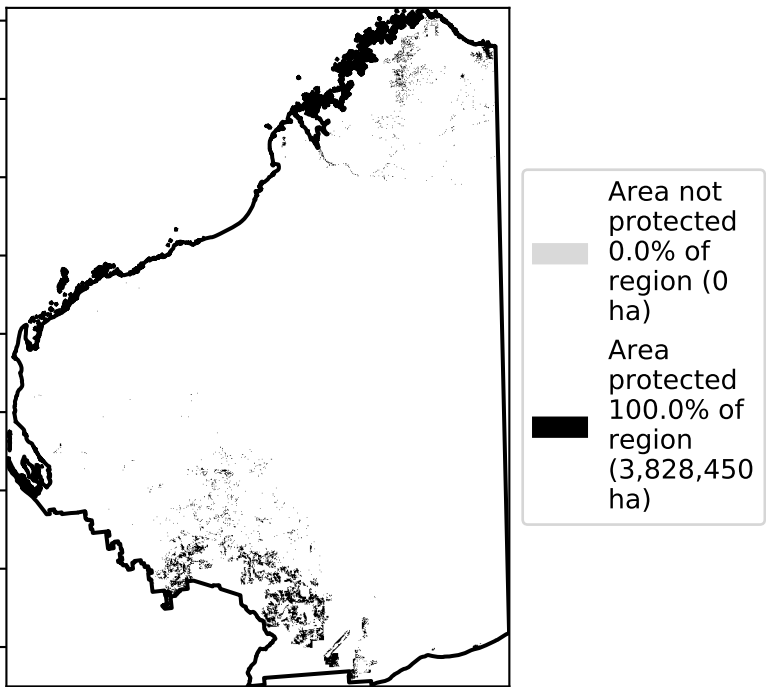 Area not
protected
0.0% of
region (0
ha)
Area
protected
100.0% of
region
(3,828,450
ha)